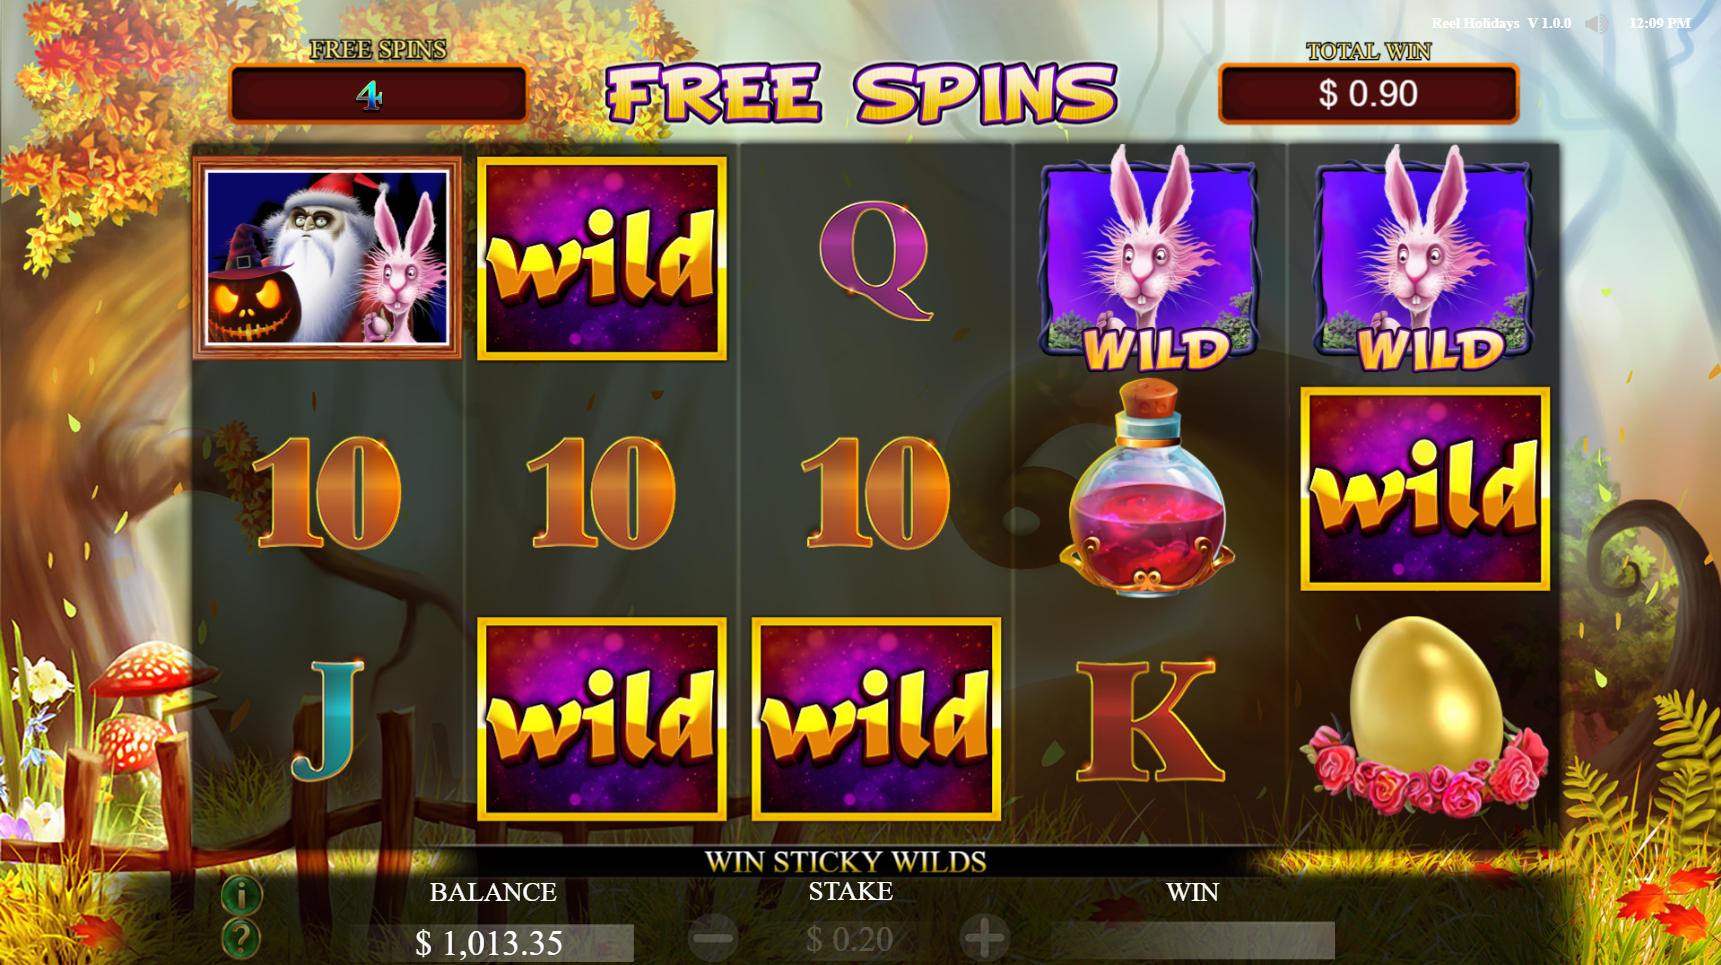 Reel Holidays V 1.0.0 12:09 PM
FREE SPINS
4
FREE SPINS
TOTAL WIN
$ 0.90
wild
Q
WILD
WILD
10
10
10
wild
J
wild
wild
K
WIN STICKY WILDS
i
BALANCE
STAKE
WIN
?
$ 1,013.35
$ 0.20